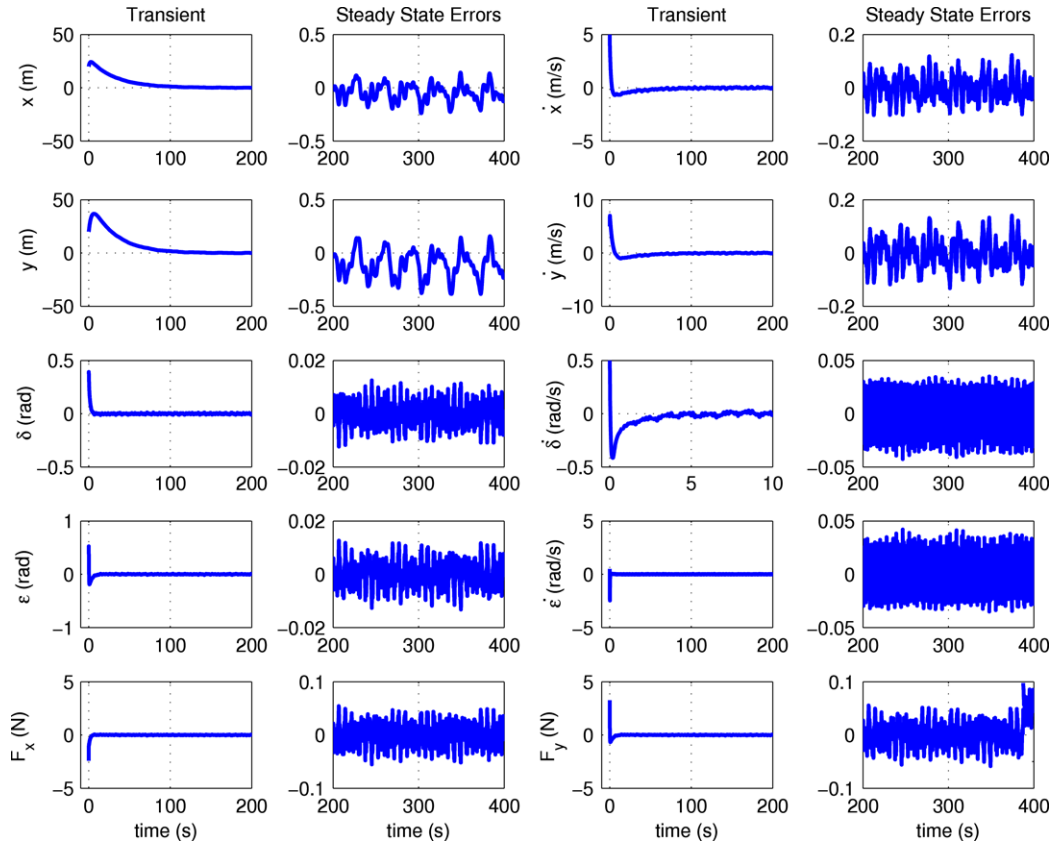 Transient Steady State Errors Transient Steady State Errors
50 0.5 5 0.2
x (m) 0 0 ẋ (m/s) 0 0
−50 −0.5 −5 −0.2
0 100 200 200 300 400 0 100 200 200 300 400
50 0.5 10 0.2
y (m) 0 0 ẏ (m/s) 0 0
−50 −0.5 −10 −0.2
0 100 200 200 300 400 0 100 200 200 300 400
0.5 0.02 0.5 0.05
δ (rad) 0 0 δ̇ (rad/s) 0 0
−0.5 −0.02 −0.5 −0.05
0 100 200 200 300 400 0 5 10 200 300 400
1 0.02 5 0.05
ε (rad) 0 0 ε̇ (rad/s) 0 0
−1 −0.02 −5 −0.05
0 100 200 200 300 400 0 100 200 200 300 400
5 0.1 5 0.1
F_x (N) 0 0 F_y (N) 0 0
−5 −0.1 −5 −0.1
0 100 200 200 300 400 0 100 200 200 300 400
time (s) time (s) time (s) time (s)